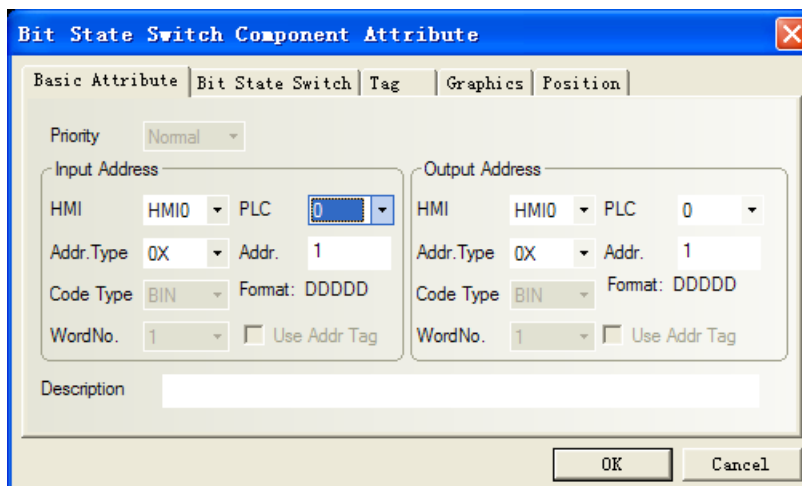 Bit State Switch Component Attribute
Basic Attribute Bit State Switch Tag Graphics Position
Priority Normal
Input Address
HMI HMI0 PLC 0
Addr.Type 0X Addr. 1
Code Type BIN Format: DDDDD
WordNo. 1 Use Addr Tag
Output Address
HMI HMI0 PLC 0
Addr.Type 0X Addr. 1
Code Type BIN Format: DDDDD
WordNo. 1 Use Addr Tag
Description
OK Cancel